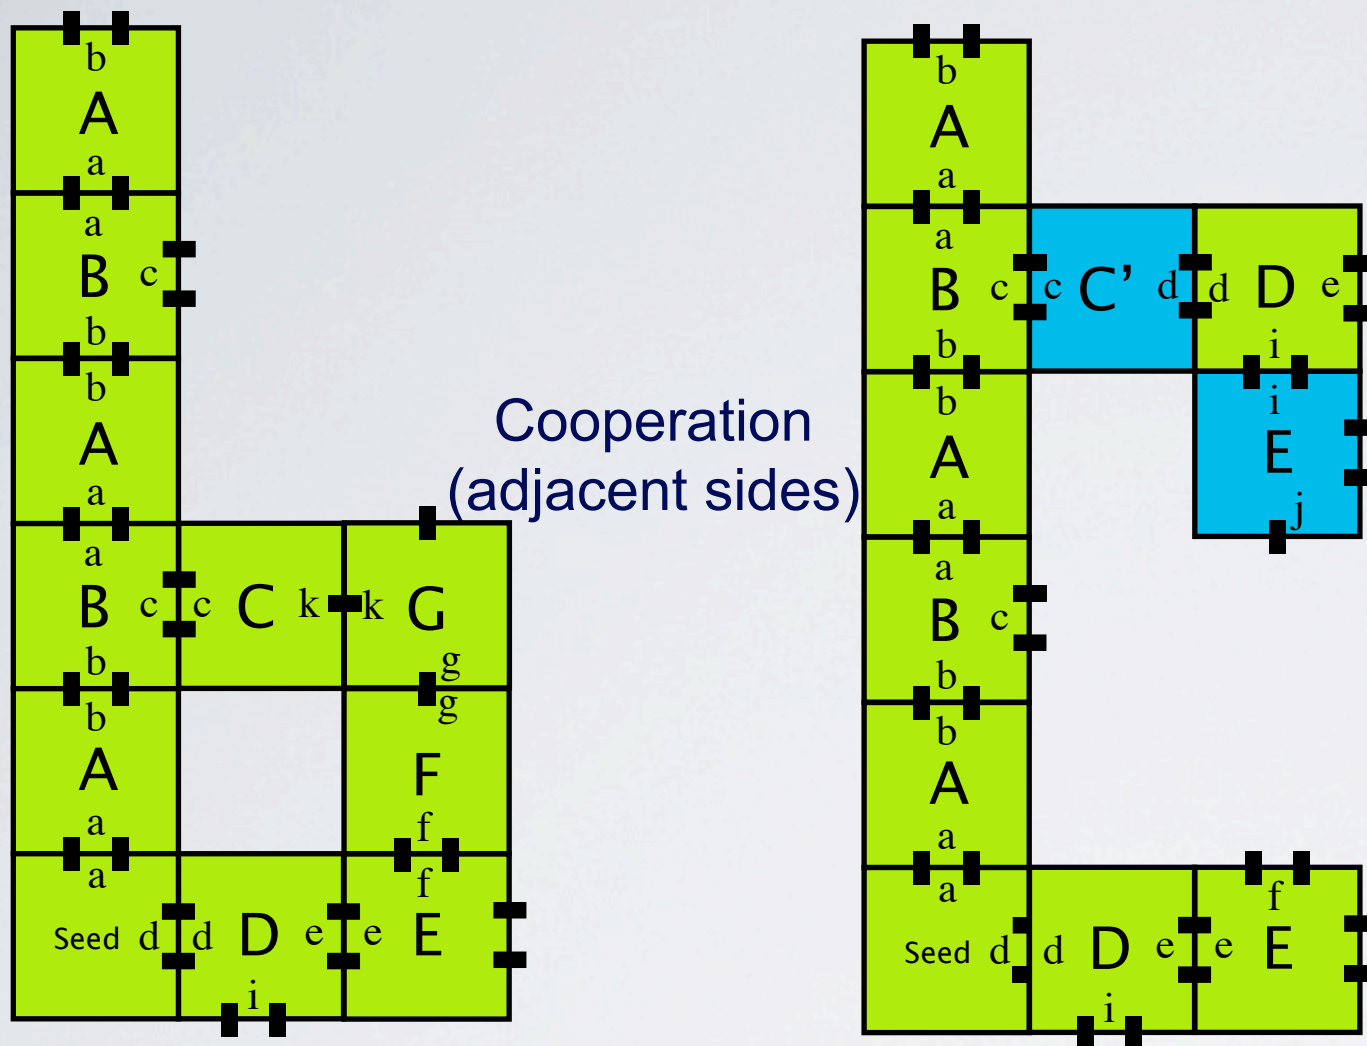 b
A
a
a
B c
b
b
A
a
a
B c c C k k G
b g
b g
A F
a f
a f
Seed d d D e e E
i
Cooperation
(adjacent sides)
b
A
a
a i
B c c C’ d d D e
b i
b i
A E
a j
a
B c
b
b
A
a
a f
Seed d d D e e E
i